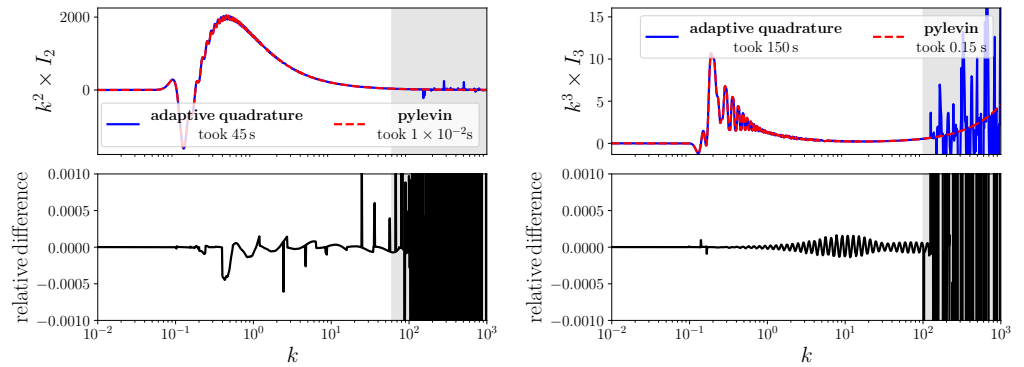 2000
0
k² × I₂
adaptive quadrature
took 45 s
pylevin
took 1 × 10⁻²s
15
10
5
0
k³ × I₃
adaptive quadrature
took 150 s
pylevin
took 0.15 s
0.0010
0.0005
0.0000
−0.0005
−0.0010
relative difference
10⁻² 10⁻¹ 10⁰ 10¹ 10² 10³
k
0.0010
0.0005
0.0000
−0.0005
−0.0010
relative difference
10⁻² 10⁻¹ 10⁰ 10¹ 10² 10³
k